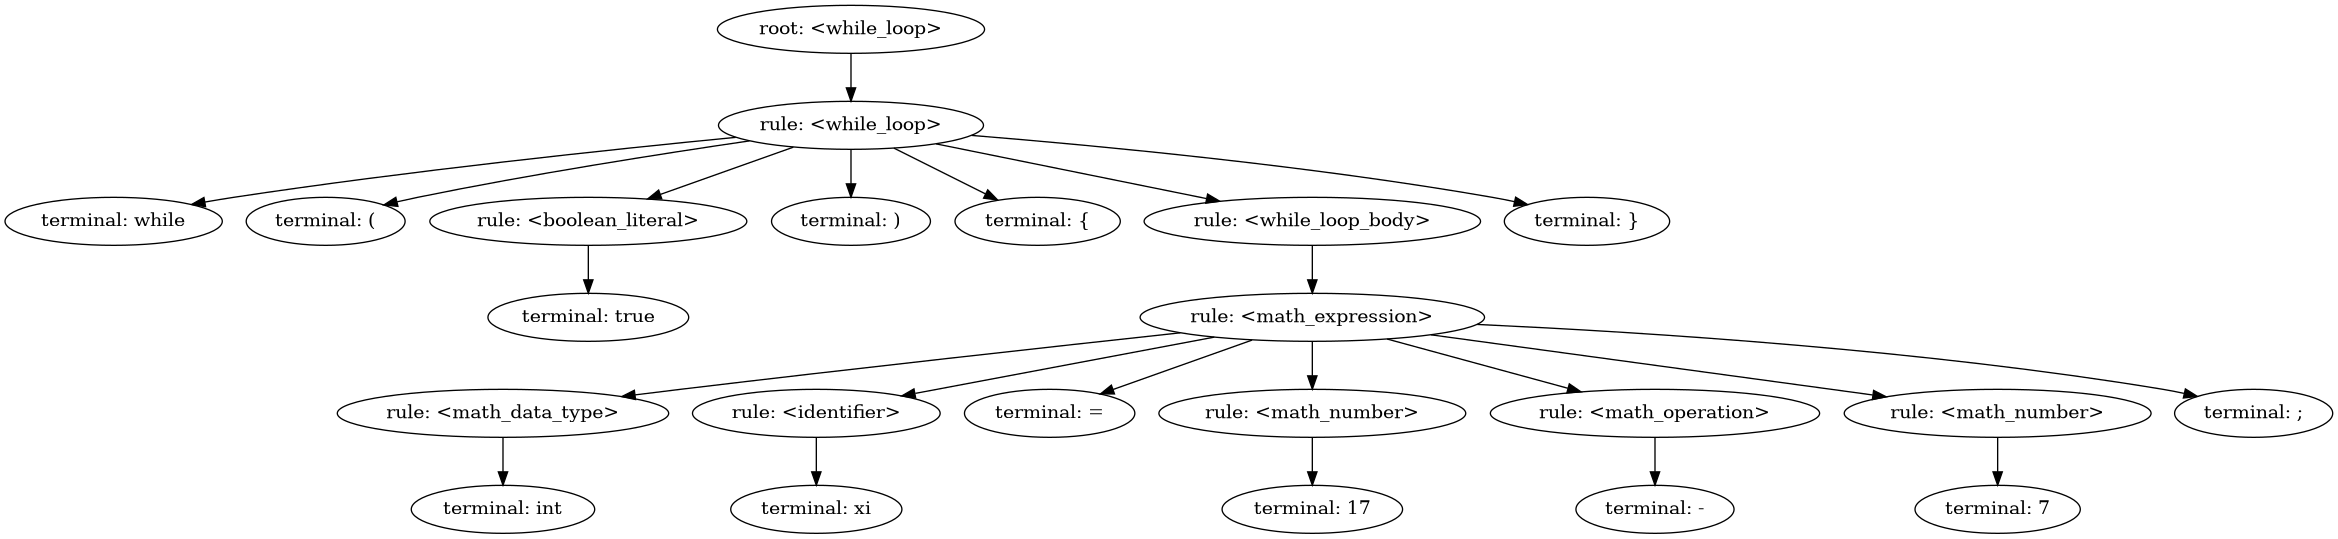 root: <while_loop>
rule: <while_loop>
terminal: while
terminal: (
rule: <boolean_literal>
terminal: )
terminal: {
rule: <while_loop_body>
terminal: }
terminal: true
rule: <math_expression>
rule: <math_data_type>
rule: <identifier>
terminal: =
rule: <math_number>
rule: <math_operation>
rule: <math_number>
terminal: ;
terminal: int
terminal: xi
terminal: 17
terminal: -
terminal: 7